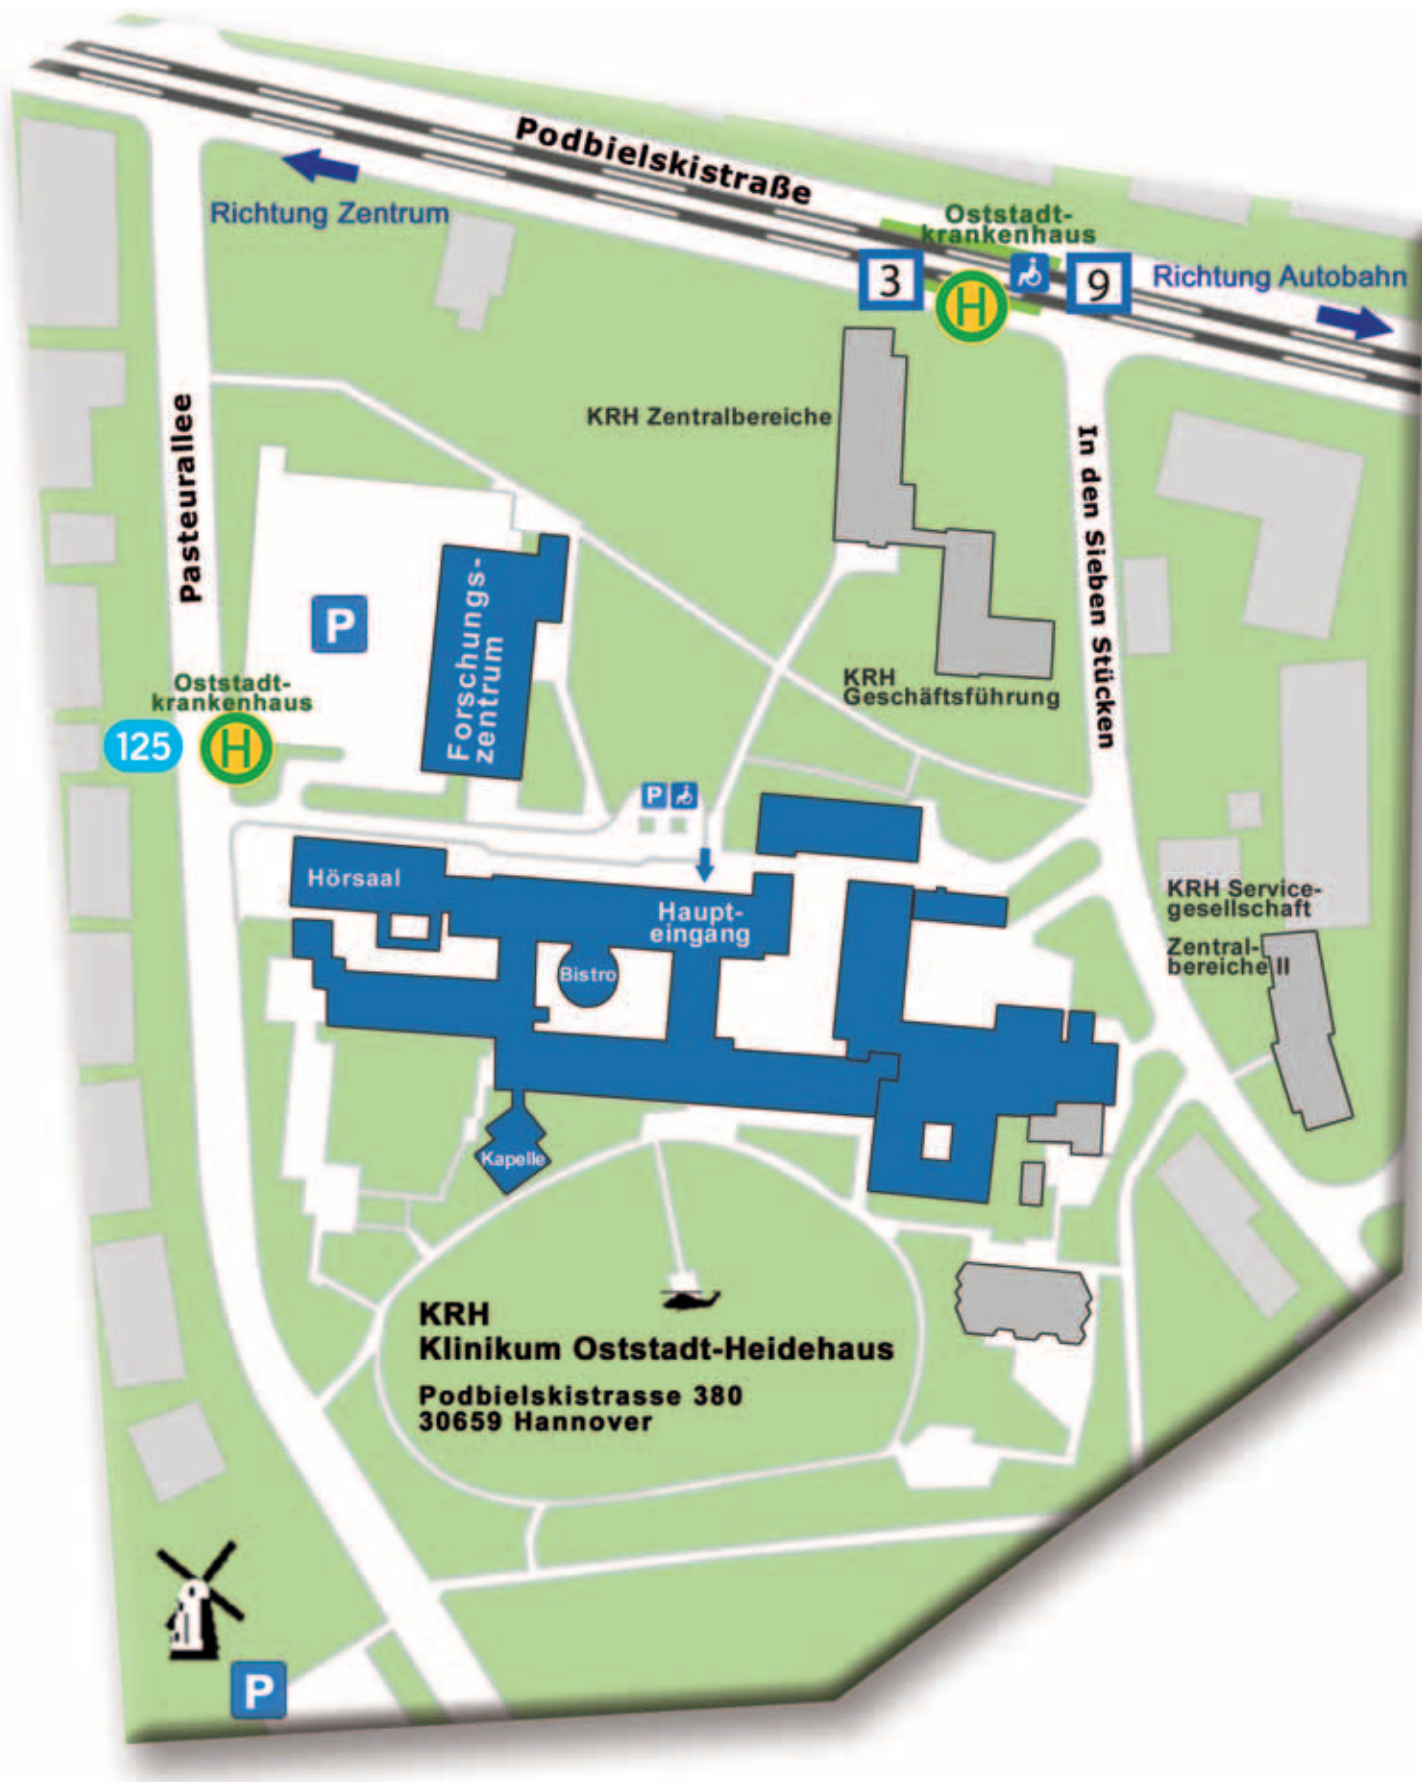 Podbielskistraße
Richtung Zentrum
Oststadt-
krankenhaus
3
H
9
Richtung Autobahn
KRH Zentralbereiche
Pasteurallee
In den Sieben Stücken
P
Forschungs-
zentrum
KRH
Geschäftsführung
Oststadt-
krankenhaus
125
H
P
Hörsaal
Haupt-
eingang
Bistro
KRH Service-
gesellschaft
Zentral-
bereiche II
Kapelle
KRH
Klinikum Oststadt-Heidehaus
Podbielskistrasse 380
30659 Hannover
P